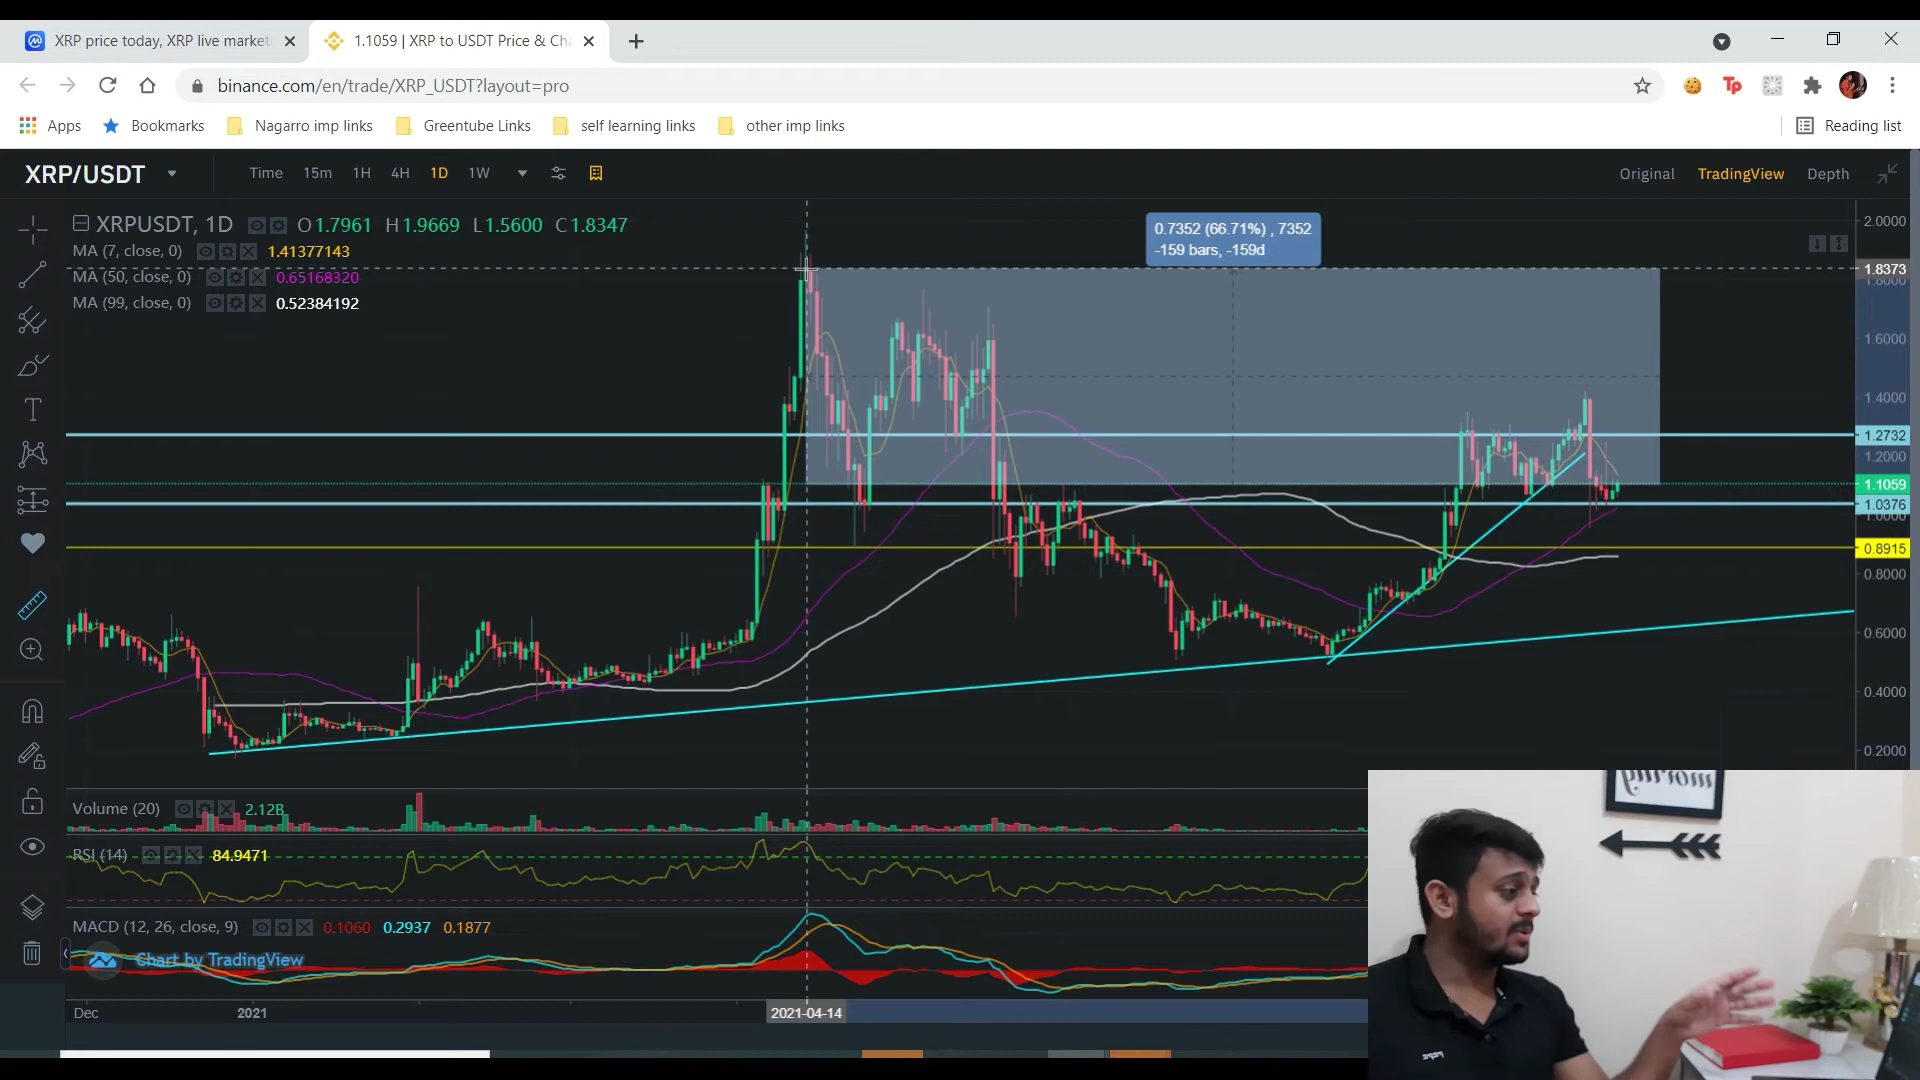 XRP price today, XRP live market
1.1059 | XRP to USDT Price & Ch
binance.com/en/trade/XRP_USDT?layout=pro
Apps
Bookmarks
Nagarro imp links
Greentube Links
self learning links
other imp links
Reading list
XRP/USDT
Time 15m 1H 4H 1D 1W
Original TradingView Depth
XRPUSDT, 1D O1.7961 H1.9669 L1.5600 C1.8347
MA (7, close, 0) 1.41377143
MA (50, close, 0) 0.65168320
MA (99, close, 0) 0.52384192
0.7352 (66.71%) , 7352
-159 bars, -159d
2.0000
1.8373
1.8000
1.6000
1.4000
1.2732
1.2000
1.1059
1.0376
1.0000
0.8915
0.8000
0.6000
0.4000
0.2000
Volume (20) 2.12B
RSI (14) 84.9471
MACD (12, 26, close, 9) 0.1060 0.2937 0.1877
Chart by TradingView
Dec 2021 2021-04-14